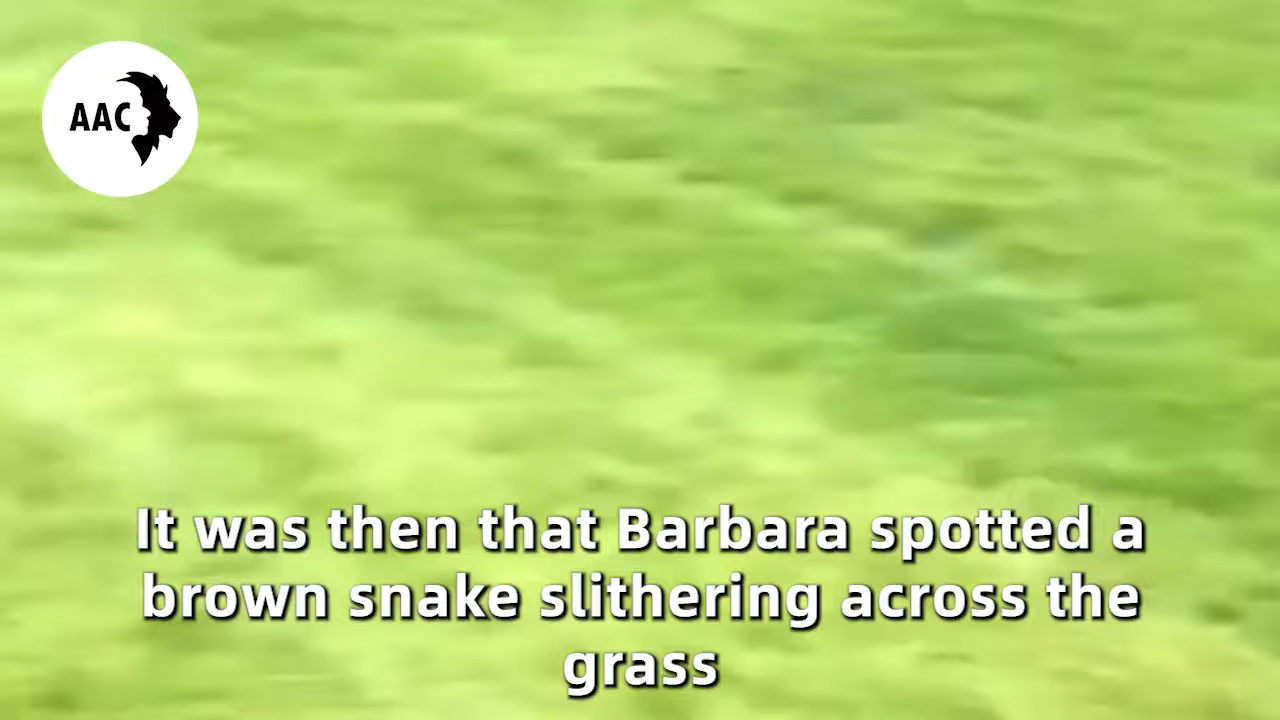 AAC
It was then that Barbara spotted a
brown snake slithering across the
grass